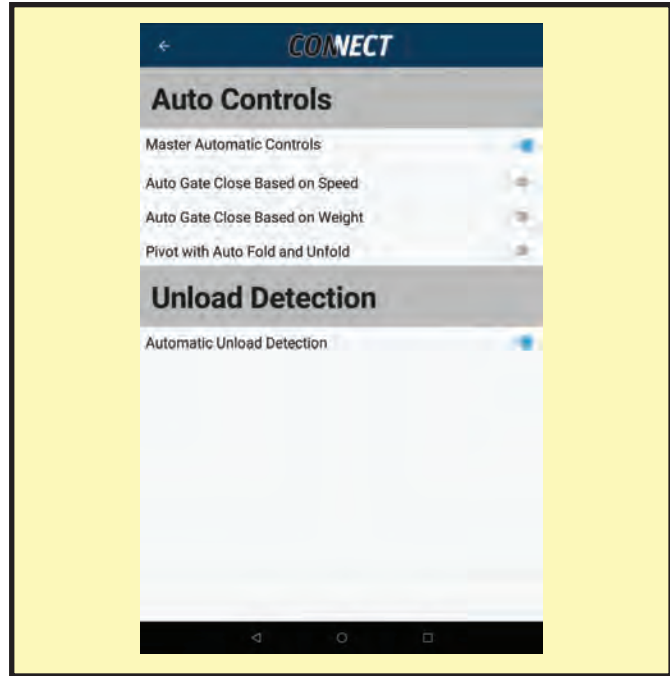 CONNECT
Auto Controls
Master Automatic Controls
Auto Gate Close Based on Speed
Auto Gate Close Based on Weight
Pivot with Auto Fold and Unfold
Unload Detection
Automatic Unload Detection